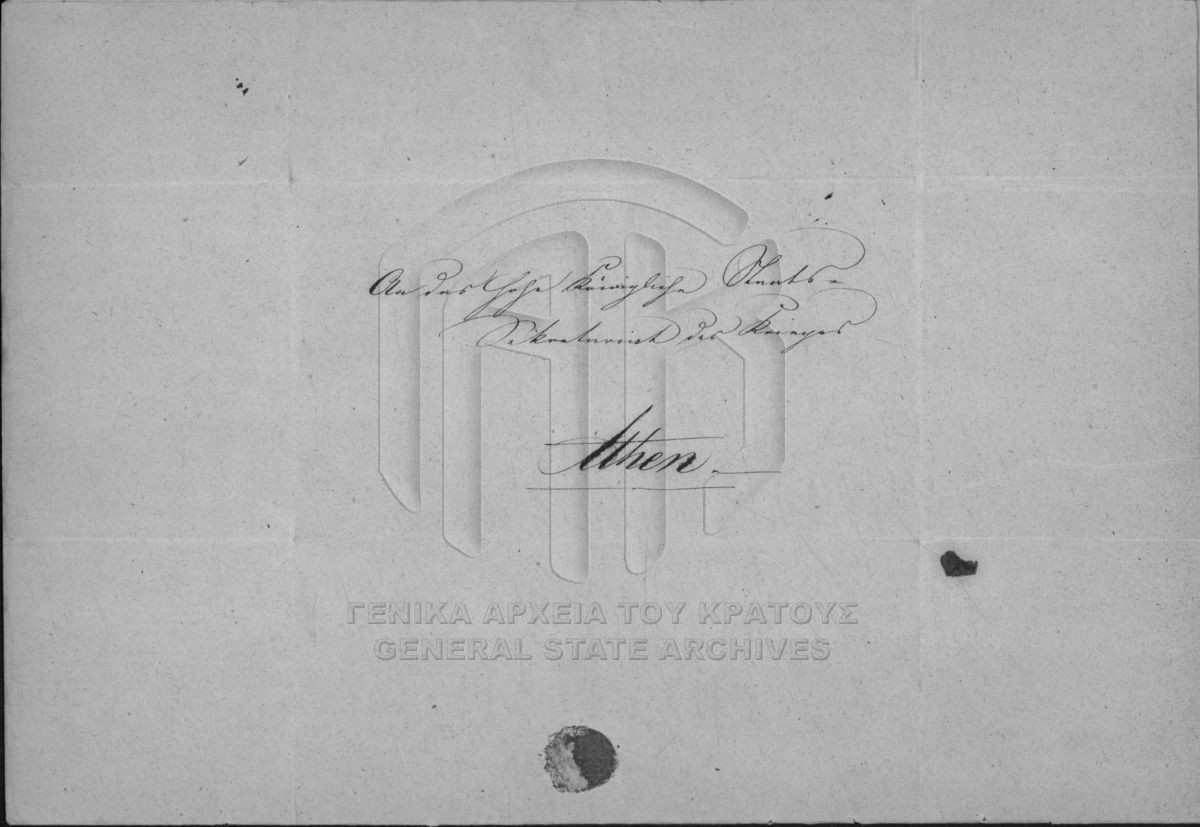 An das hohe Königliche Staats-
Sekretariat des Krieges
Athen.
ΓΕΝΙΚΑ ΑΡΧΕΙΑ ΤΟΥ ΚΡΑΤΟΥΣ
GENERAL STATE ARCHIVES